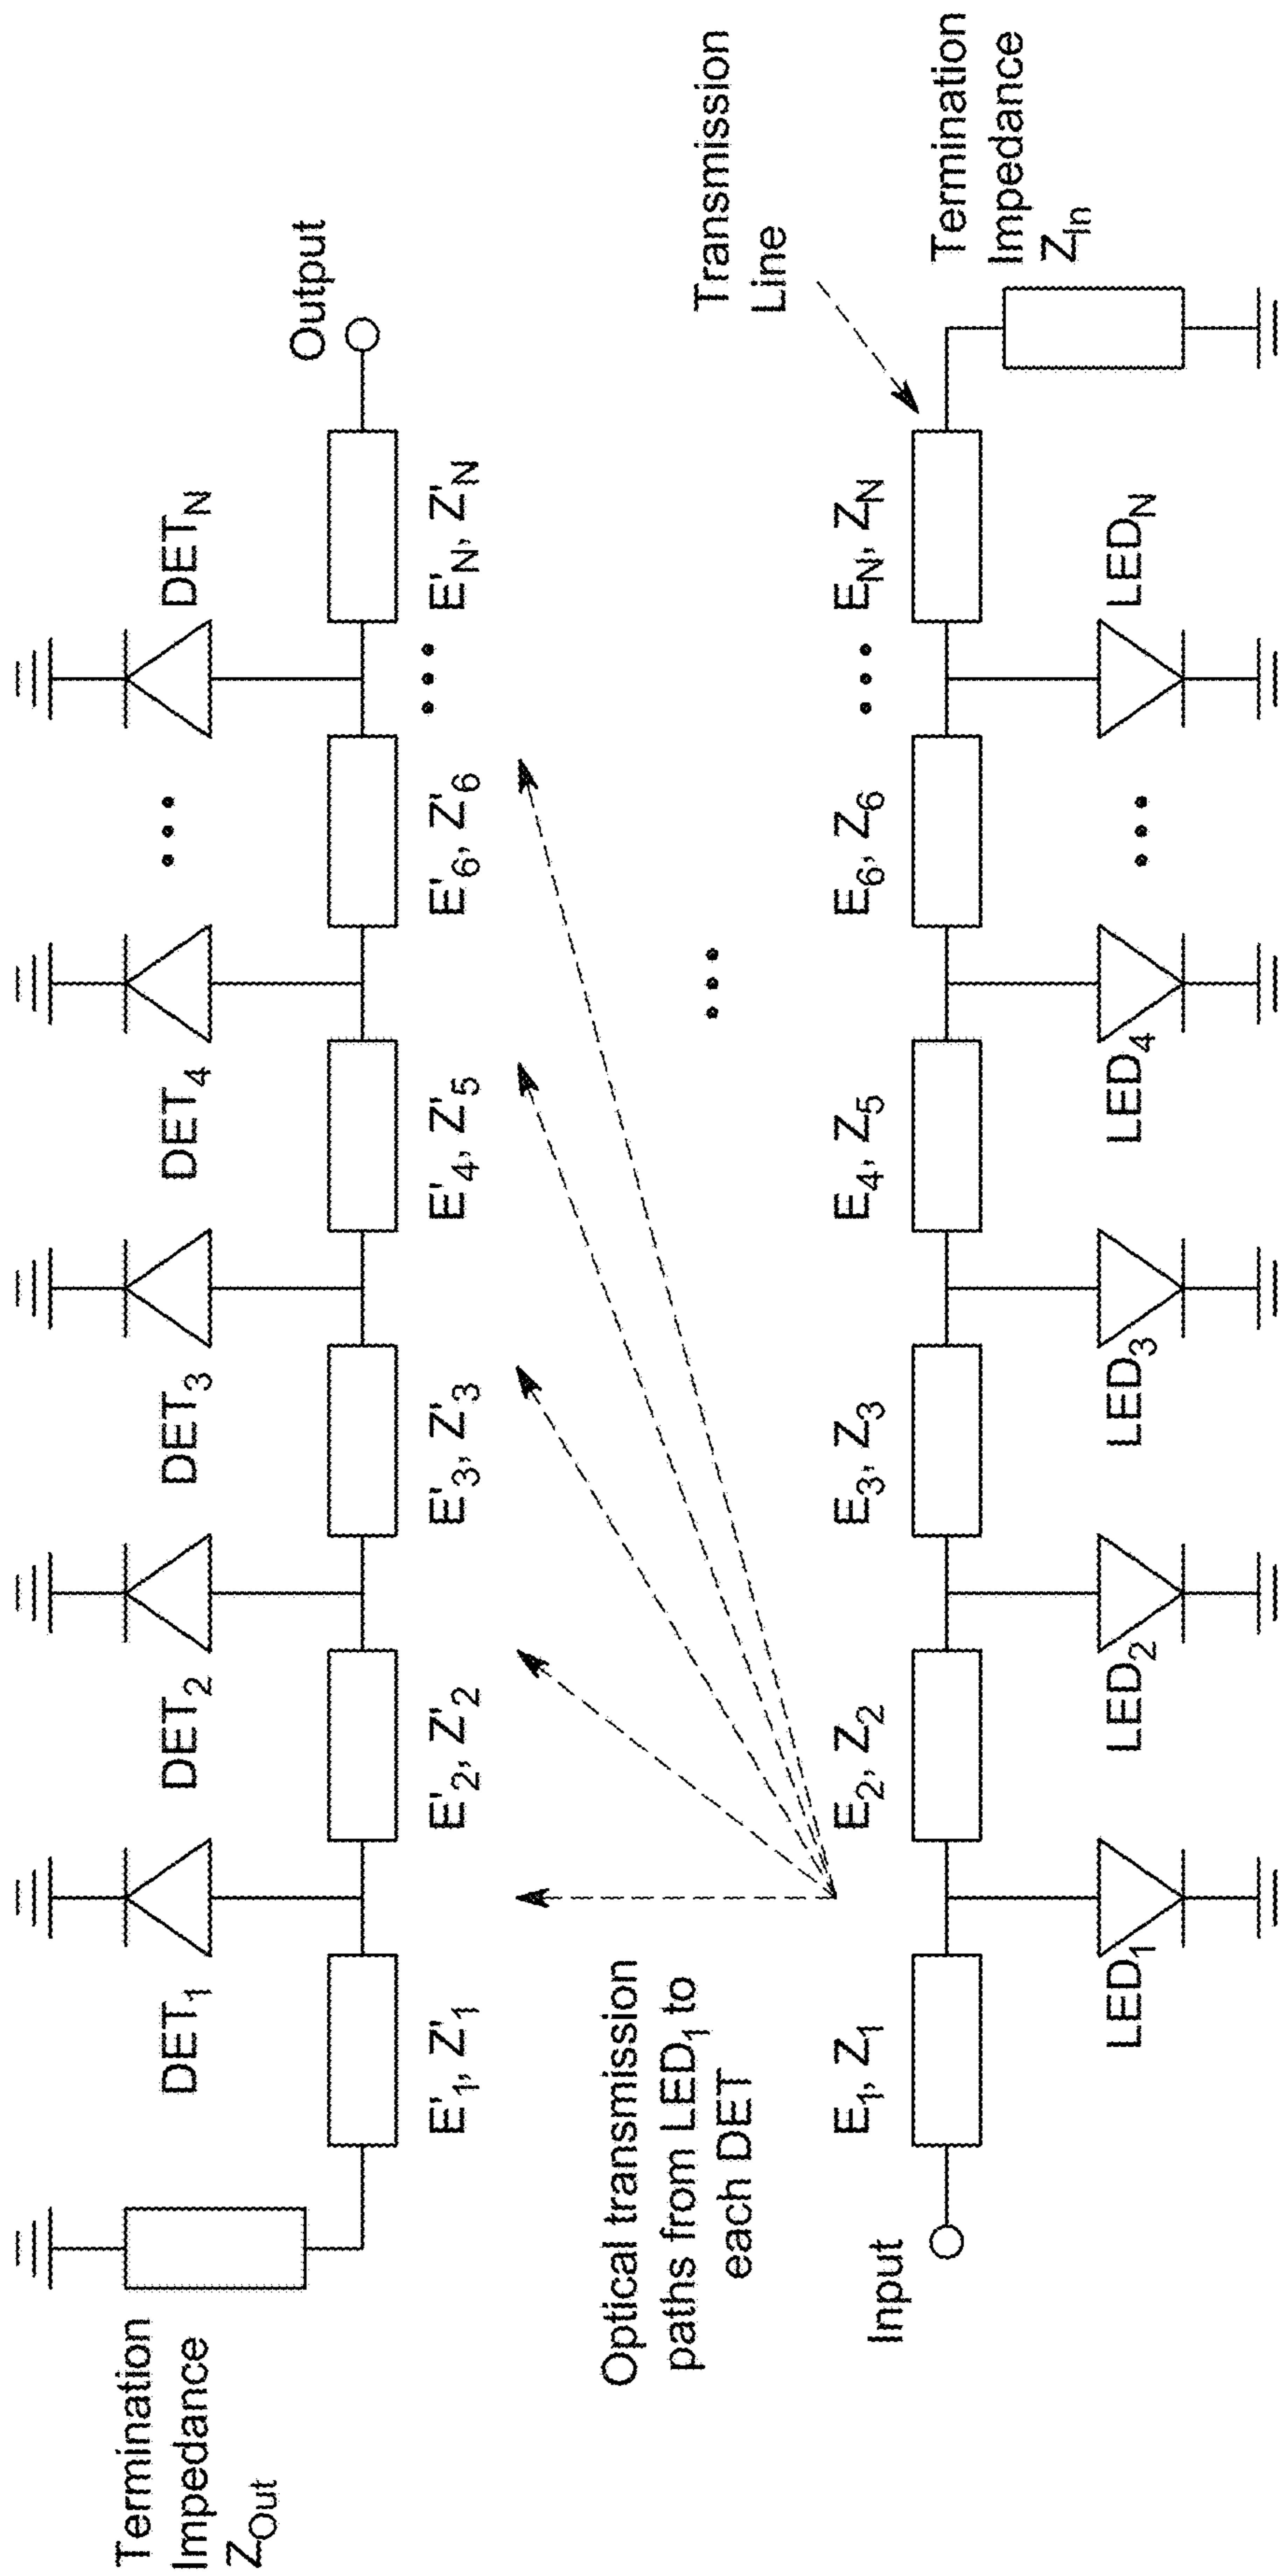 Termination
Impedance
Z_Out
DET_1
DET_2
DET_3
DET_4
•••
DET_N
Output
E'_1, Z'_1
E'_2, Z'_2
E'_3, Z'_3
E'_4, Z'_5
E'_6, Z'_6
•••
E'_N, Z'_N
Optical transmission
paths from LED_1 to
each DET
•••
Transmission
Line
Input
E_1, Z_1
E_2, Z_2
E_3, Z_3
E_4, Z_5
E_6, Z_6
•••
E_N, Z_N
Termination
Impedance
Z_In
LED_1
LED_2
LED_3
LED_4
•••
LED_N